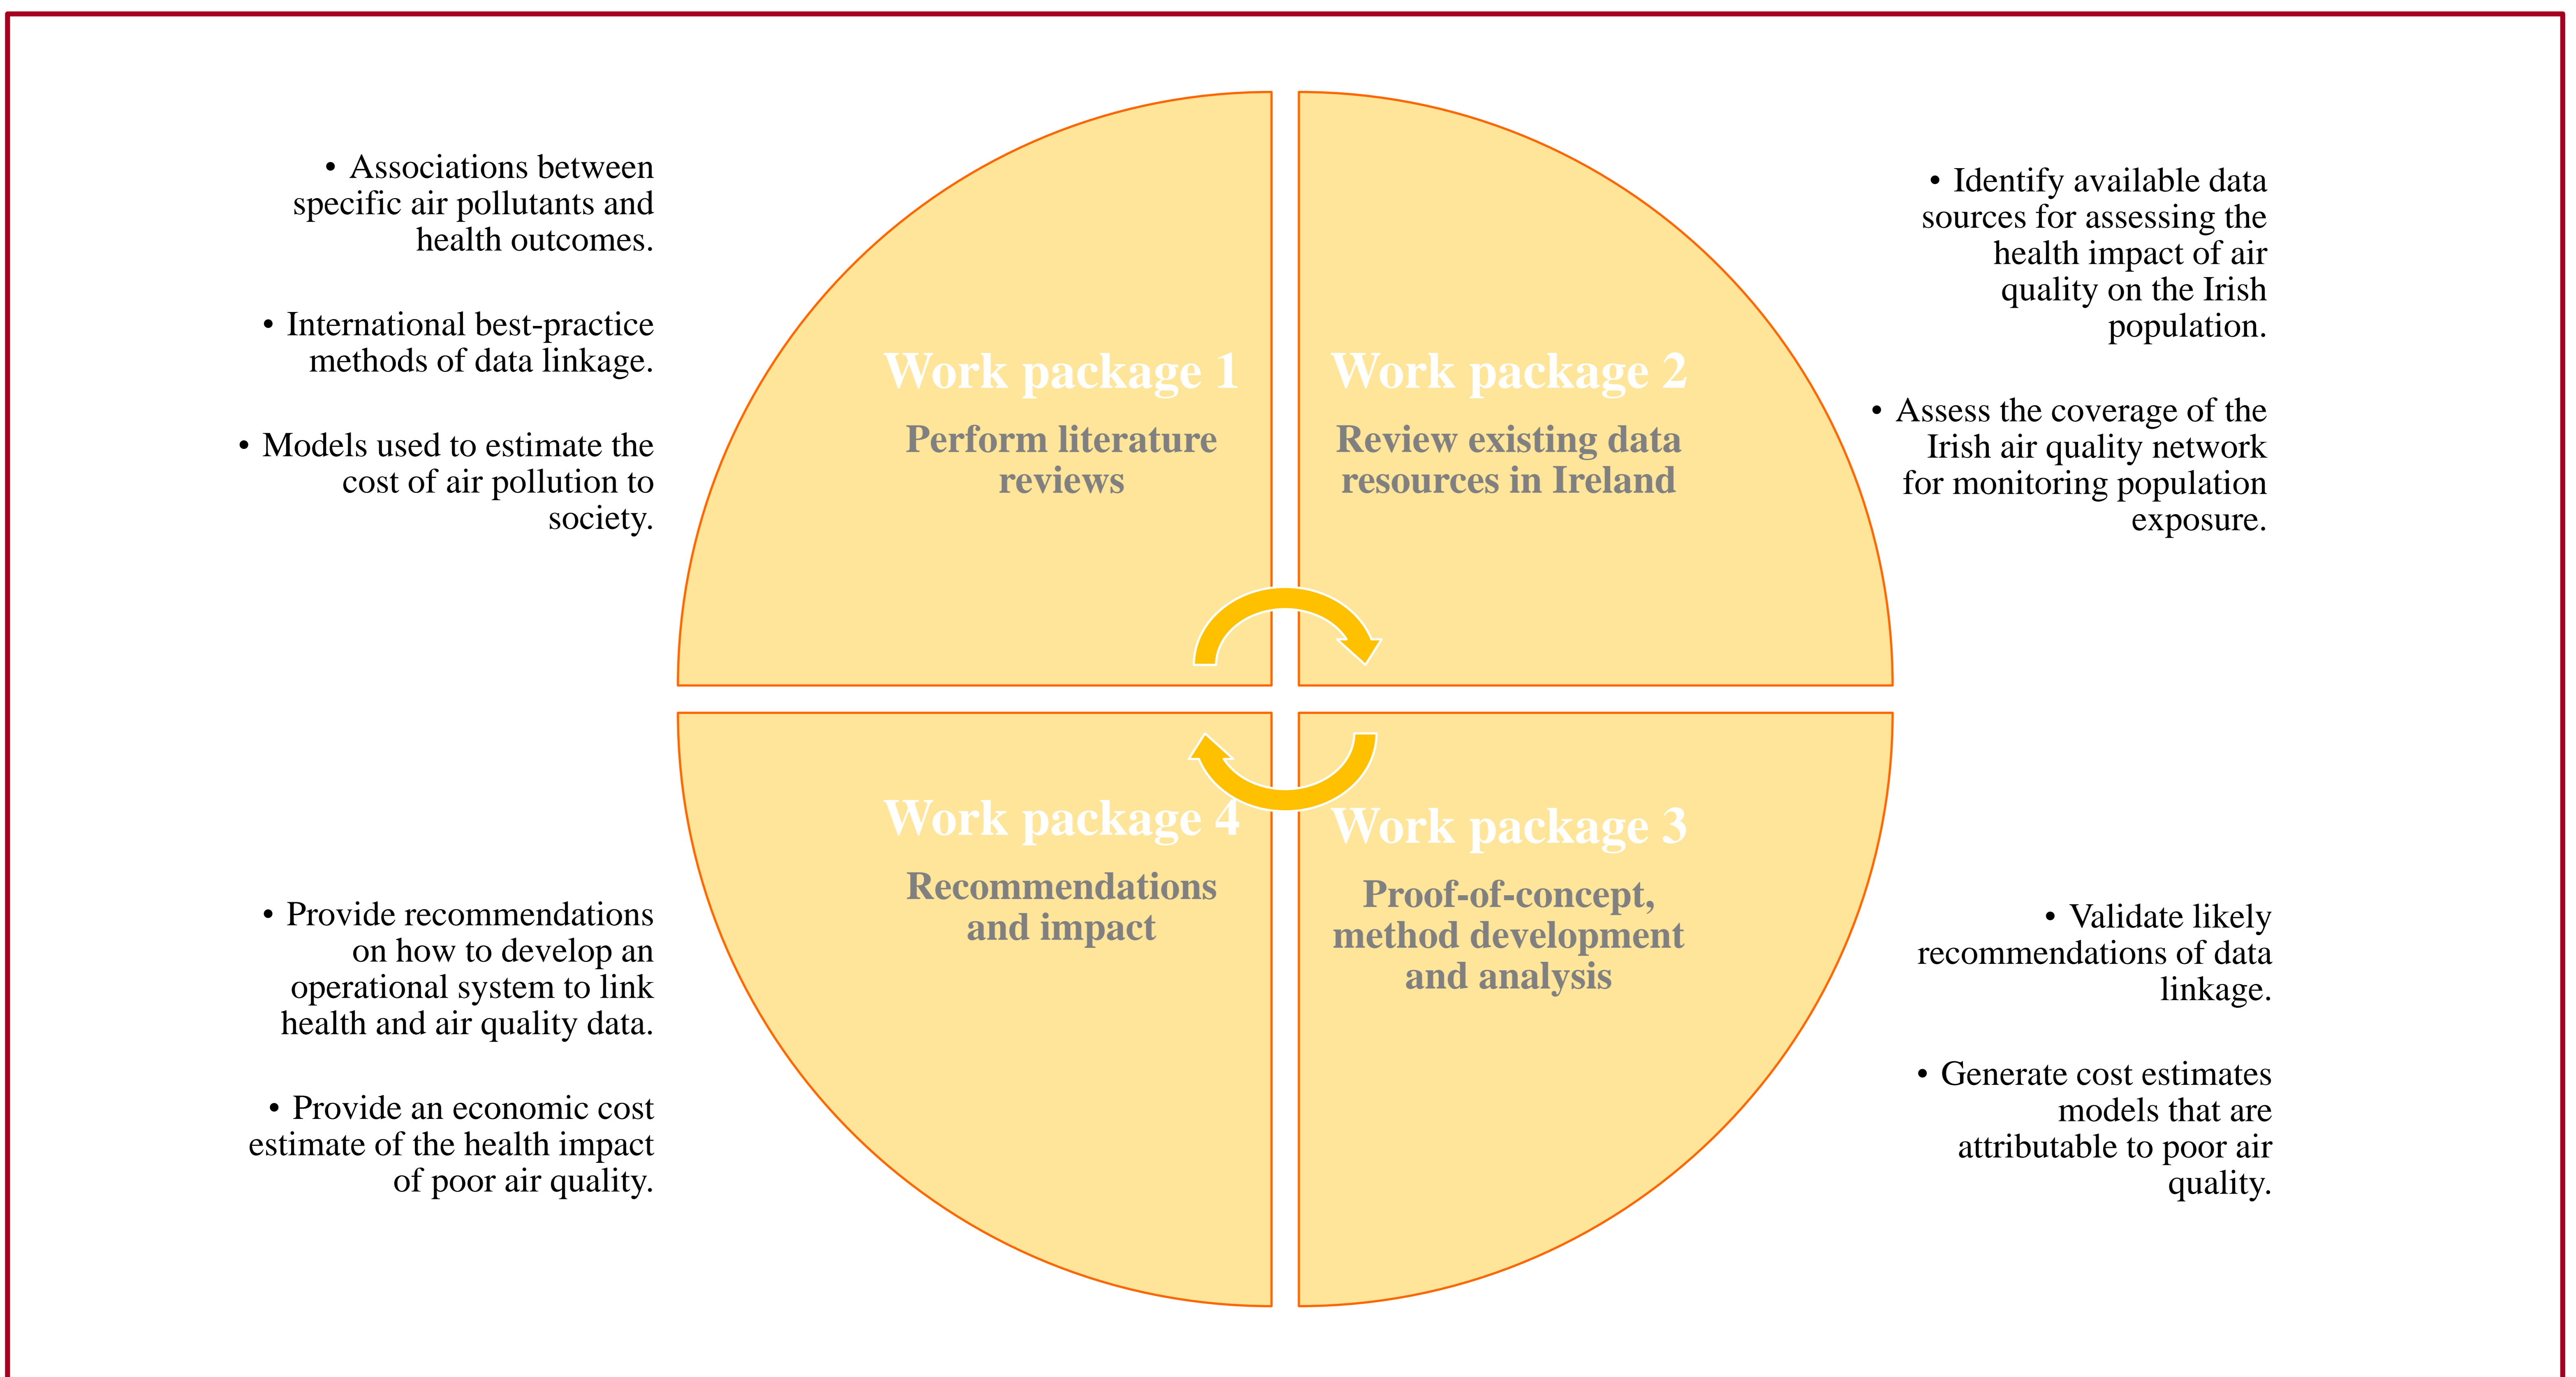 • Associations between
specific air pollutants and
health outcomes.
• International best-practice
methods of data linkage.
• Models used to estimate the
cost of air pollution to
society.
Work package 1
Perform literature
reviews
Work package 2
Review existing data
resources in Ireland
• Identify available data
sources for assessing the
health impact of air
quality on the Irish
population.
• Assess the coverage of the
Irish air quality network
for monitoring population
exposure.
Work package 4
Recommendations
and impact
• Provide recommendations
on how to develop an
operational system to link
health and air quality data.
• Provide an economic cost
estimate of the health impact
of poor air quality.
Work package 3
Proof-of-concept,
method development
and analysis
• Validate likely
recommendations of data
linkage.
• Generate cost estimates
models that are
attributable to poor air
quality.